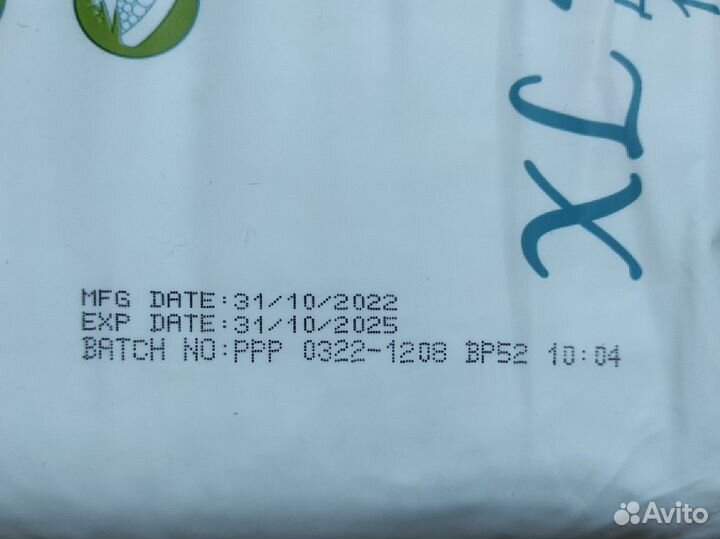 XL
MFG DATE:31/10/2022
EXP DATE:31/10/2025
BATCH NO:PPP 0322-1208 BP52 10:04
Avito